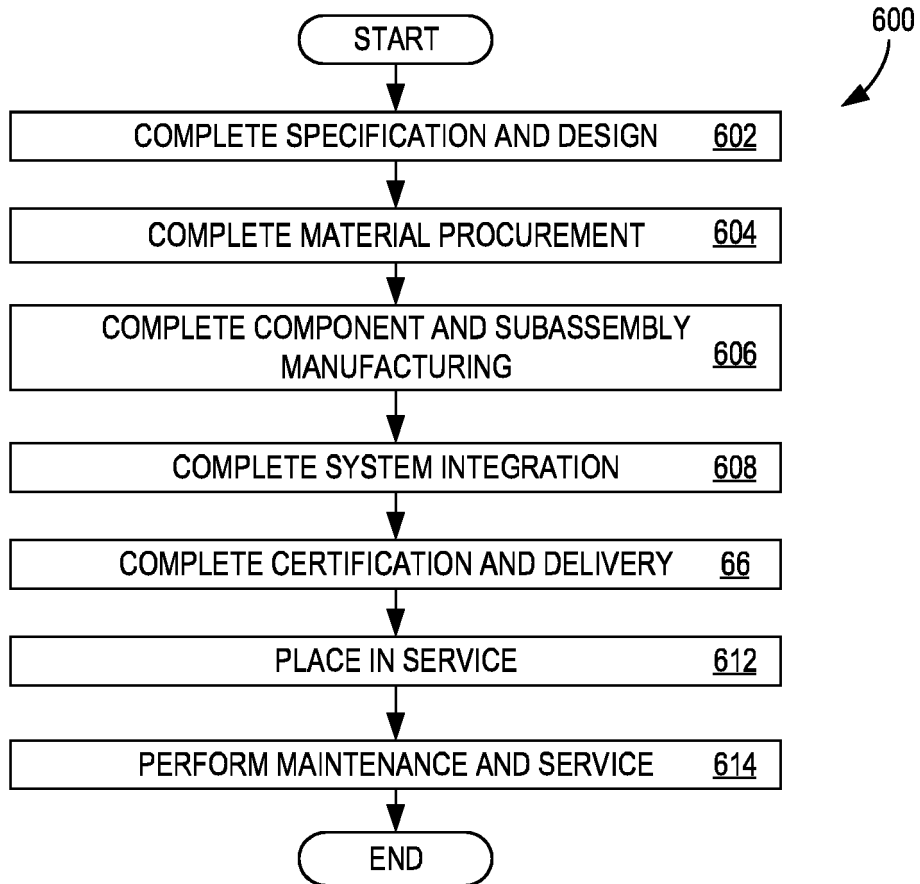 600
START
COMPLETE SPECIFICATION AND DESIGN 602
COMPLETE MATERIAL PROCUREMENT 604
COMPLETE COMPONENT AND SUBASSEMBLY
MANUFACTURING 606
COMPLETE SYSTEM INTEGRATION 608
COMPLETE CERTIFICATION AND DELIVERY 66
PLACE IN SERVICE 612
PERFORM MAINTENANCE AND SERVICE 614
END